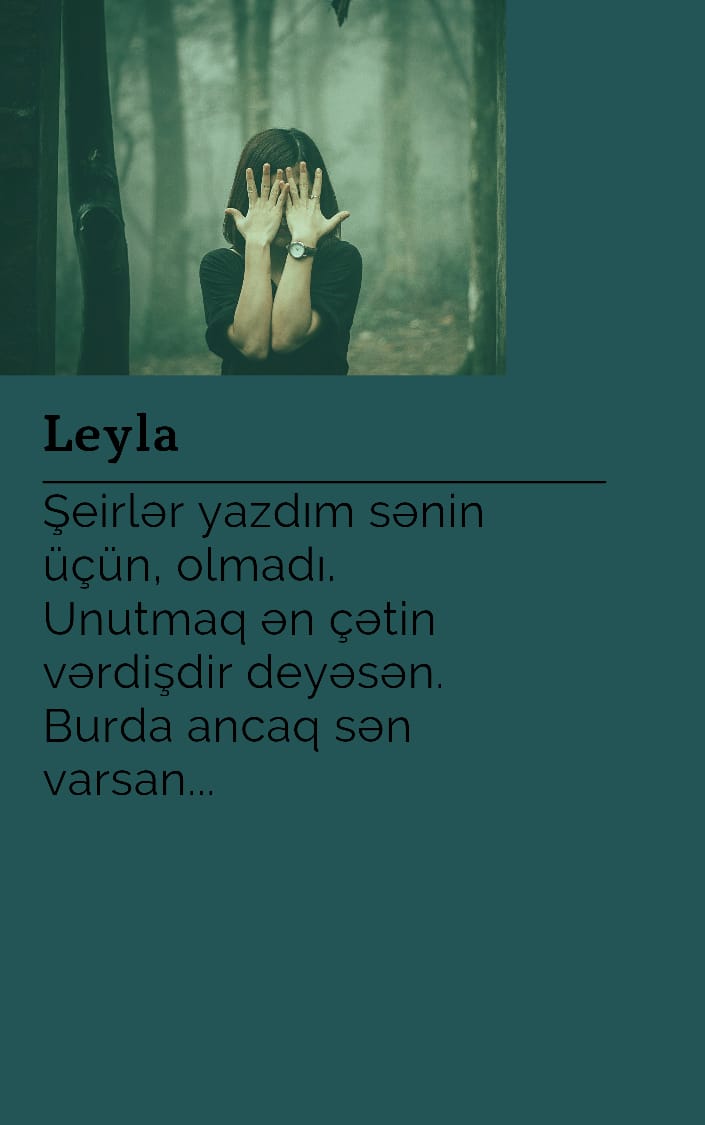 Leyla
Şeirlər yazdım sənin
üçün, olmadı.
Unutmaq ən çətin
vərdişdir deyəsən.
Burda ancaq sən
varsan...